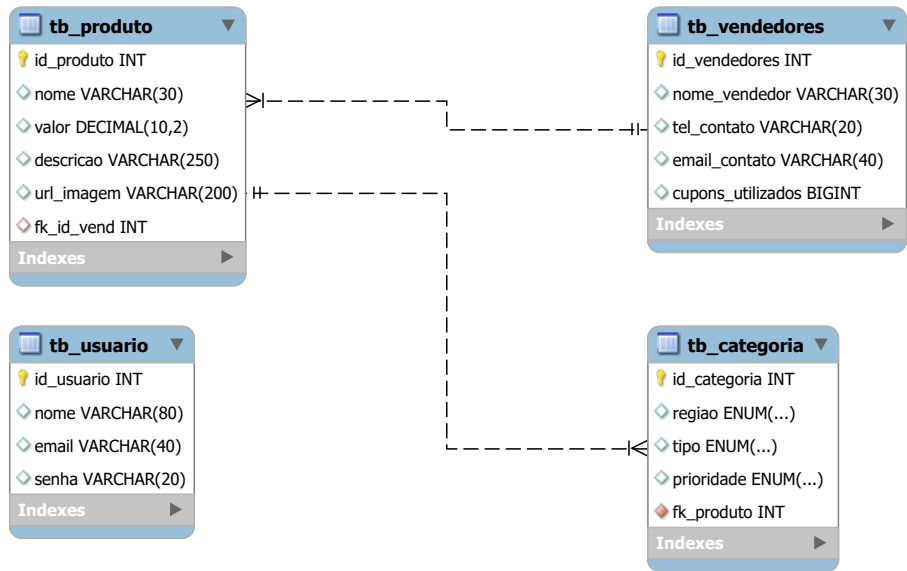 tb_produto
id_produto INT
nome VARCHAR(30)
valor DECIMAL(10,2)
descricao VARCHAR(250)
url_imagem VARCHAR(200)
fk_id_vend INT
Indexes
tb_vendedores
id_vendedores INT
nome_vendedor VARCHAR(30)
tel_contato VARCHAR(20)
email_contato VARCHAR(40)
cupons_utilizados BIGINT
Indexes
tb_usuario
id_usuario INT
nome VARCHAR(80)
email VARCHAR(40)
senha VARCHAR(20)
Indexes
tb_categoria
id_categoria INT
regiao ENUM(...)
tipo ENUM(...)
prioridade ENUM(...)
fk_produto INT
Indexes